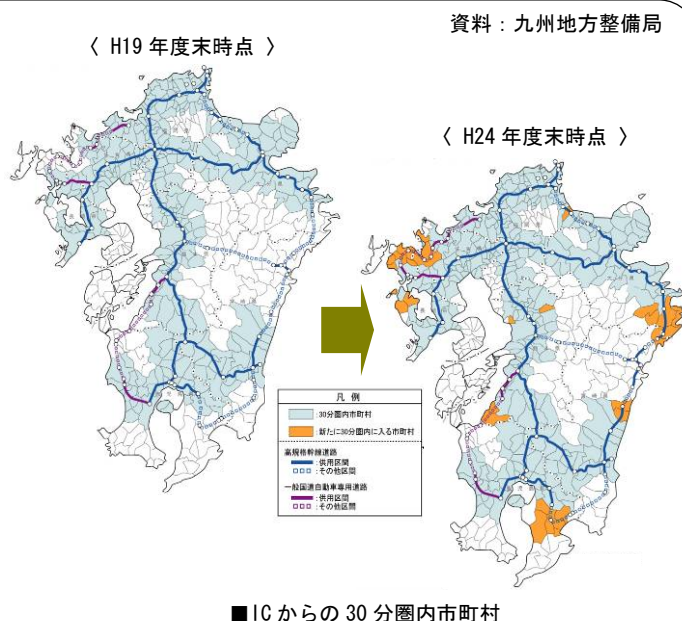 資料：九州地方整備局
〈 H19 年度末時点 〉
〈 H24 年度末時点 〉
凡 例
:30分圏内市町村
:新たに30分圏内に入る市町村
高規格幹線道路
:供用区間
:その他区間
一般国道自動車専用道路
:供用区間
:その他区間
■IC からの 30 分圏内市町村